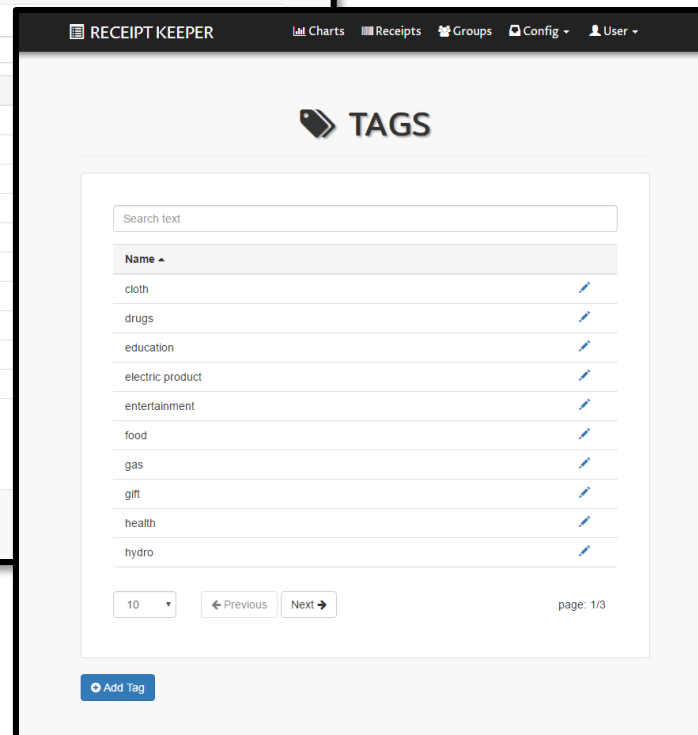 RECEIPT KEEPER Charts Receipts Groups Config User
TAGS
Search text
Name
cloth
drugs
education
electric product
entertainment
food
gas
gift
health
hydro
10 Previous Next page: 1/3
Add Tag